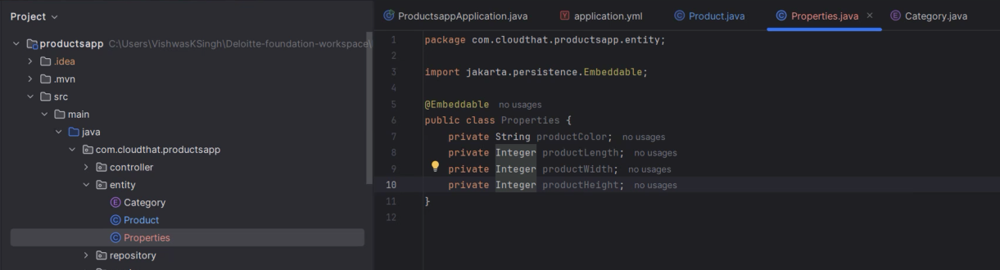 Project
productsapp C:\Users\VishwasKSingh\Deloitte-foundation-workspace\
.idea
.mvn
src
main
java
com.cloudthat.productsapp
controller
entity
Category
Product
Properties
repository
ProductsappApplication.java application.yml Product.java Properties.java Category.java
1 package com.cloudthat.productsapp.entity;
2
3 import jakarta.persistence.Embeddable;
4
5 @Embeddable no usages
6 public class Properties {
7 private String productColor; no usages
8 private Integer productLength; no usages
9 private Integer productWidth; no usages
10 private Integer productHeight; no usages
11 }
12